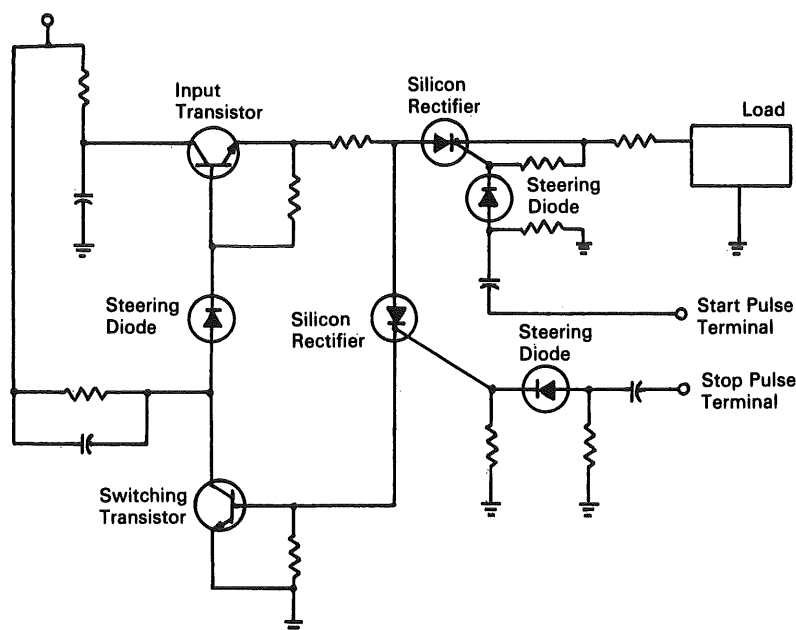 Input
Transistor
Silicon
Rectifier
Load
Steering
Diode
Steering
Diode
Silicon
Rectifier
Start Pulse
Terminal
Steering
Diode
Stop Pulse
Terminal
Switching
Transistor